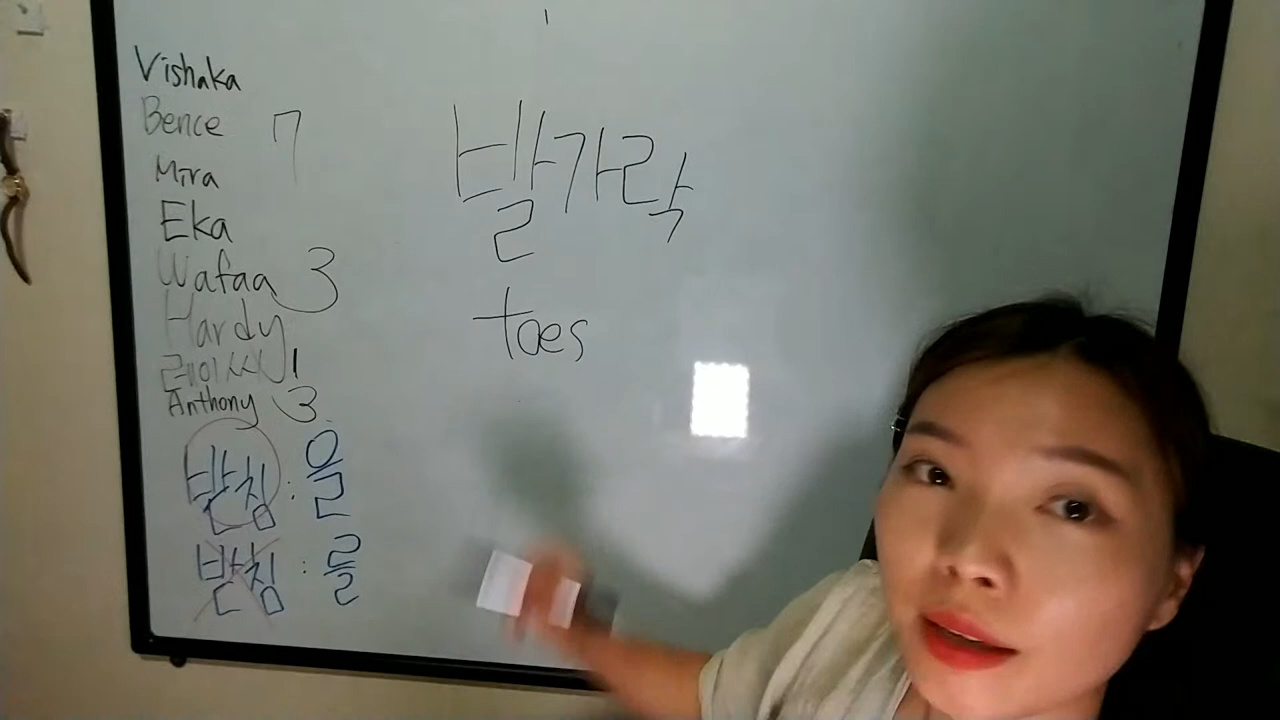 Vishaka
Bence 7
Mira
Eka
Wafaa 3
Hardy
레이씨 1
Anthony 3
받침 : 을
받침 : 를
발가락
toes